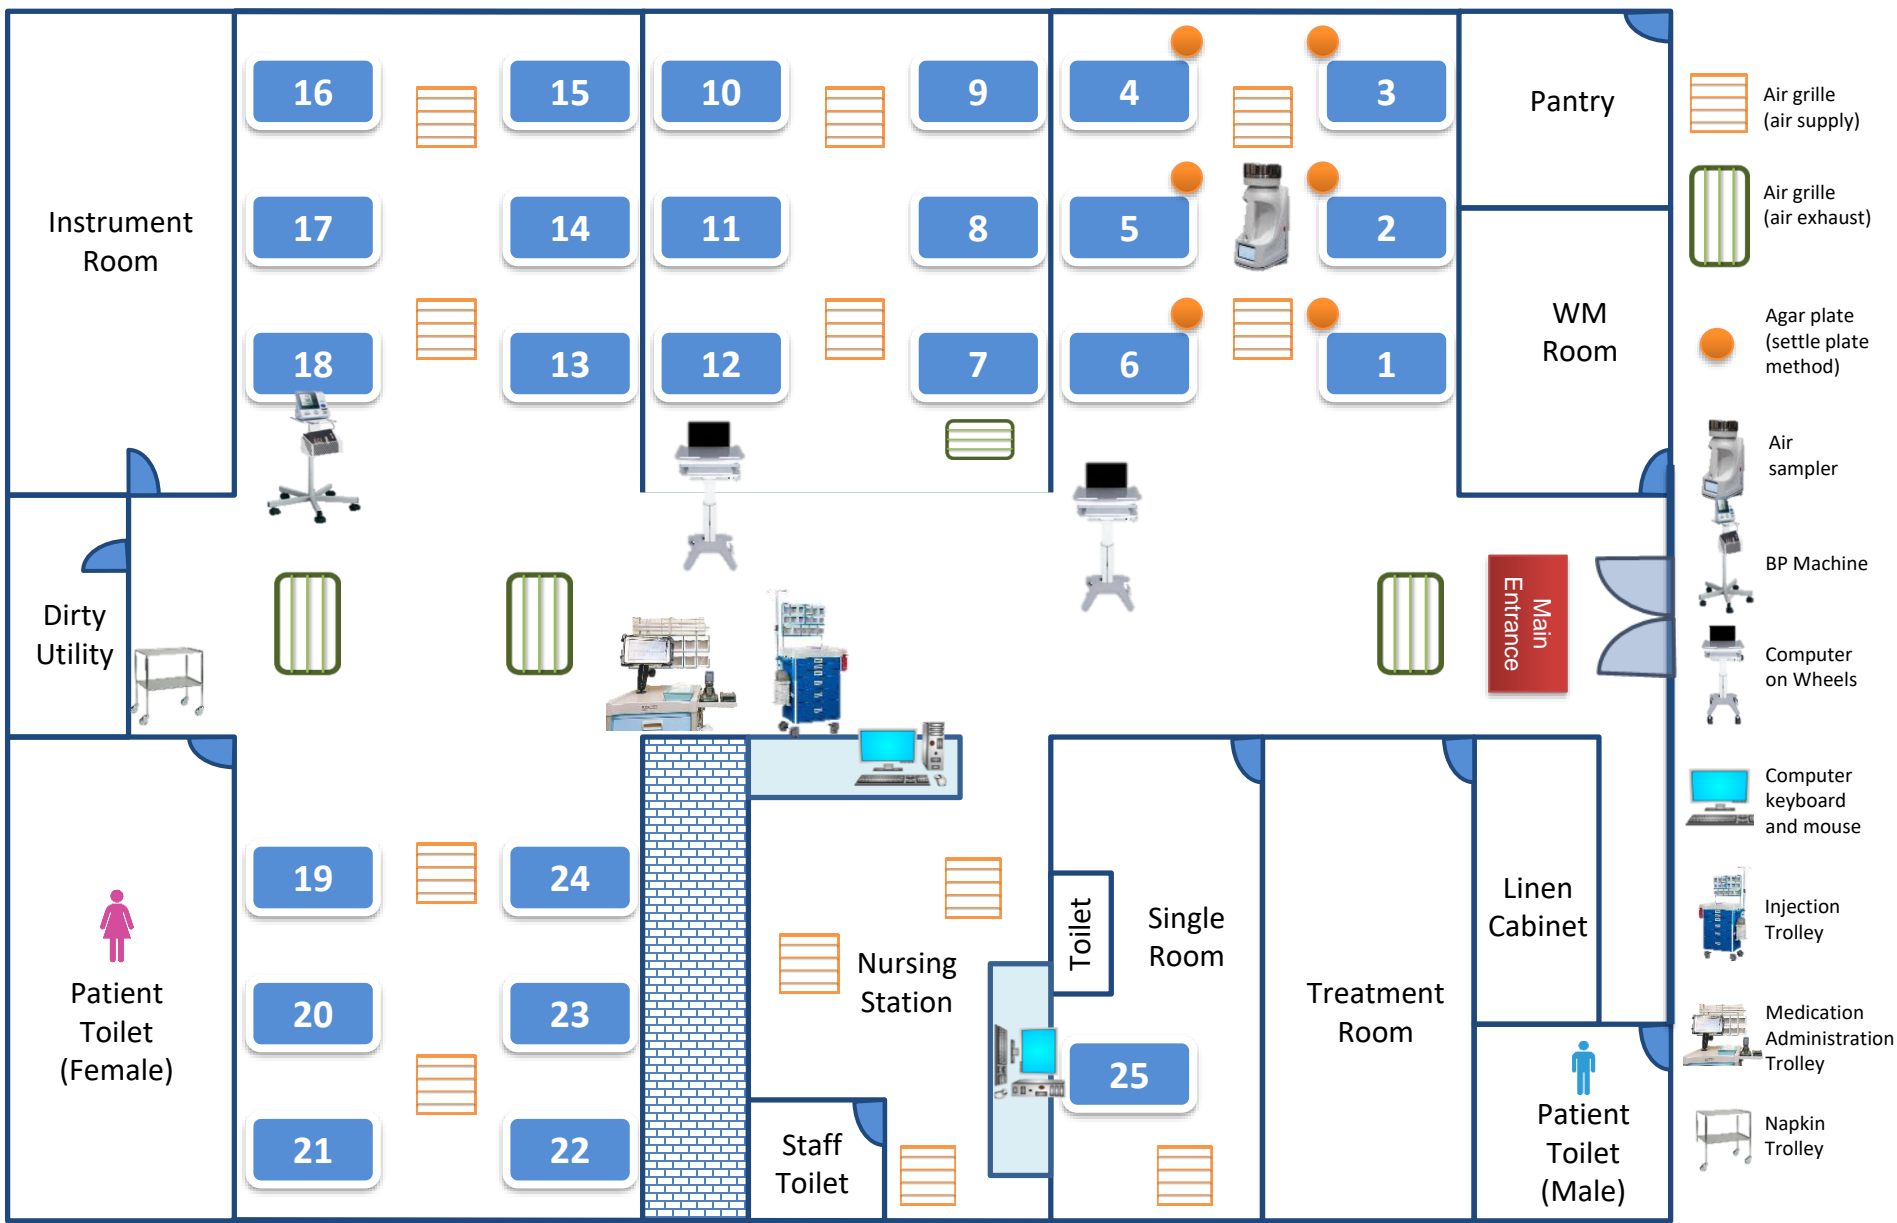 16
15
10
9
4
3
Pantry
Instrument
Room
17
14
11
8
5
2
WM
Room
18
13
12
7
6
1
Dirty
Utility
Main
Entrance
19
24
20
23
21
22
Patient
Toilet
(Female)
Nursing
Station
Staff
Toilet
Toilet
Single
Room
25
Treatment
Room
Linen
Cabinet
Patient
Toilet
(Male)
Air grille
(air supply)
Air grille
(air exhaust)
Agar plate
(settle plate
method)
Air
sampler
BP Machine
Computer
on Wheels
Computer
keyboard
and mouse
Injection
Trolley
Medication
Administration
Trolley
Napkin
Trolley